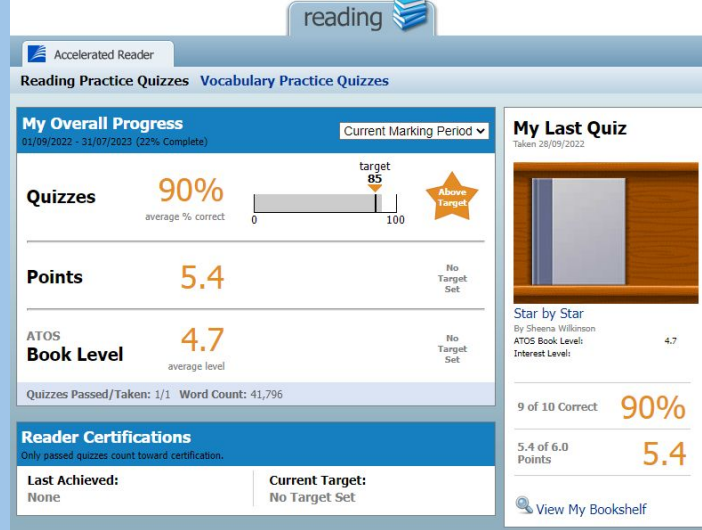 reading
Accelerated Reader
Reading Practice Quizzes Vocabulary Practice Quizzes
My Overall Progress
01/09/2022 - 31/07/2023 (22% Complete)
Current Marking Period
Quizzes
90%
average % correct
target
85
0
100
Above
Target
Points
5.4
No
Target
Set
ATOS
Book Level
4.7
average level
No
Target
Set
Quizzes Passed/Taken: 1/1 Word Count: 41,796
Reader Certifications
Only passed quizzes count toward certification.
Last Achieved:
None
Current Target:
No Target Set
My Last Quiz
Taken 28/09/2022
Star by Star
By Sheena Wilkinson
ATOS Book Level: 4.7
Interest Level:
9 of 10 Correct 90%
5.4 of 6.0
Points
5.4
View My Bookshelf